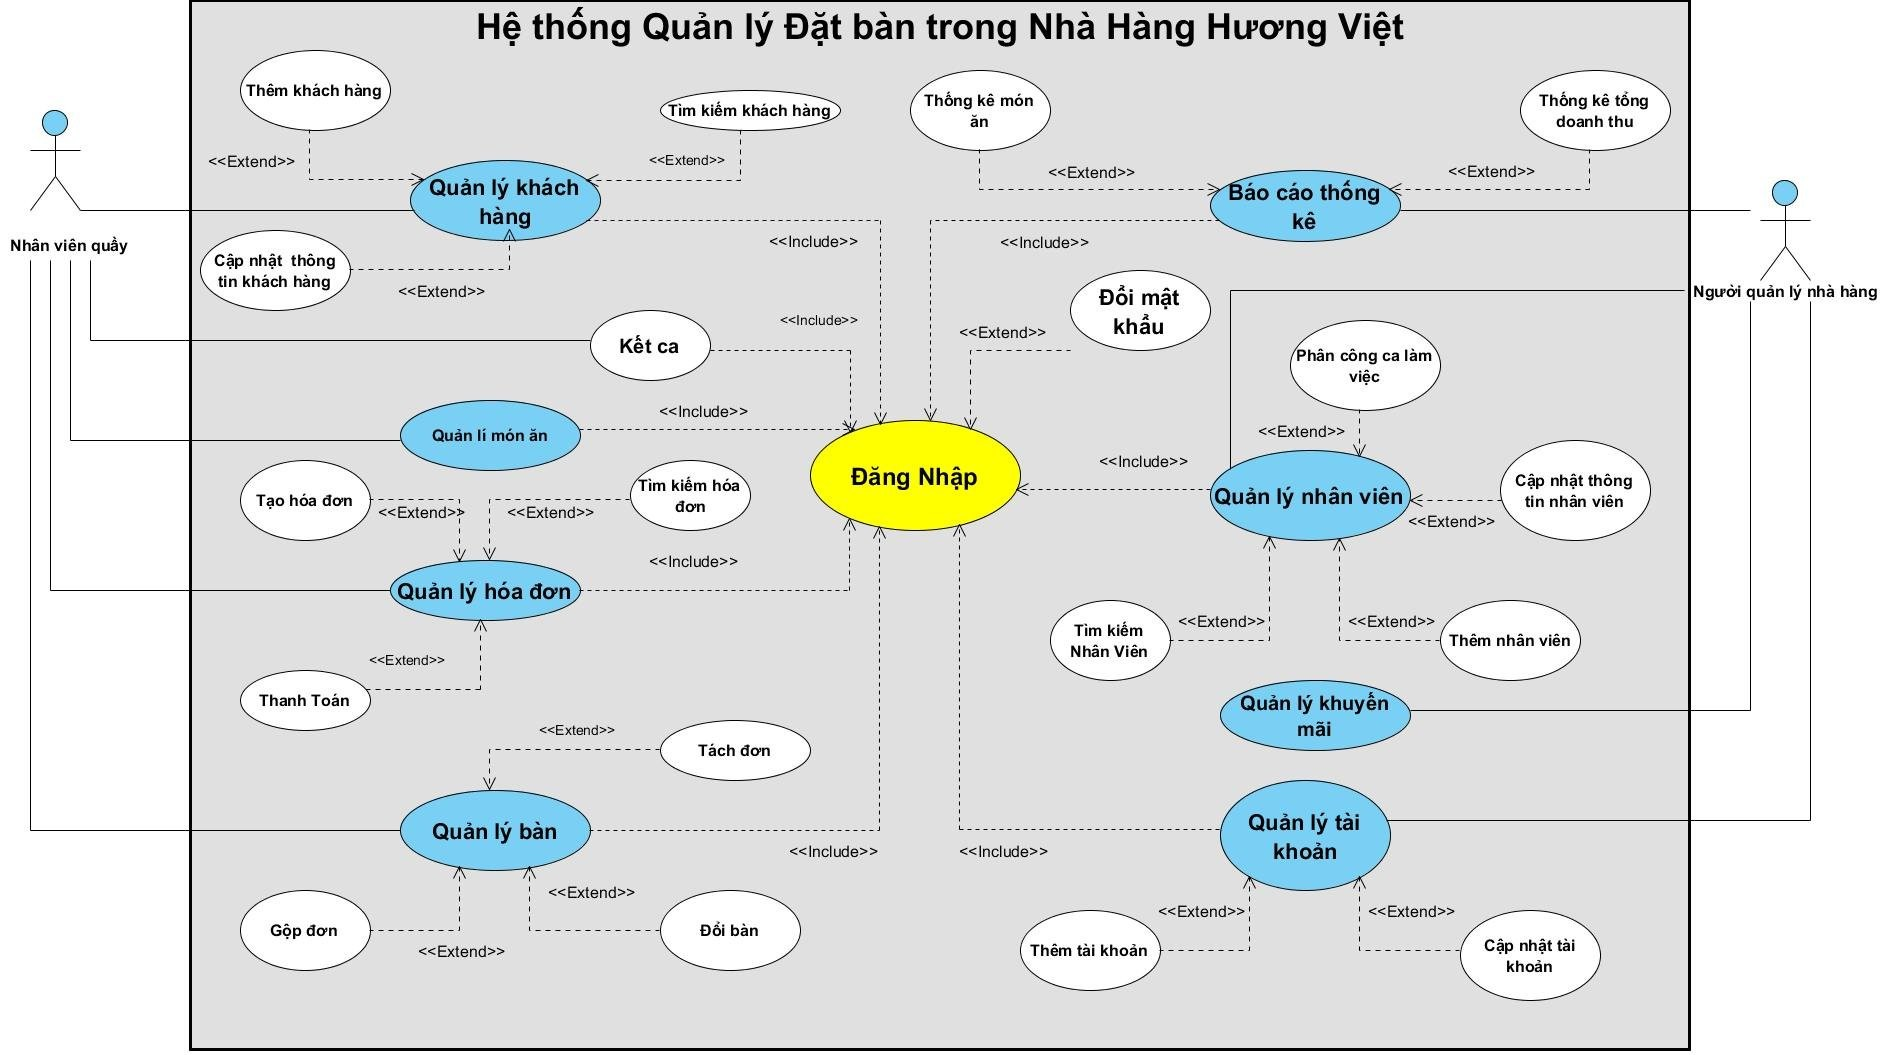 Hệ thống Quản lý Đặt bàn trong Nhà Hàng Hương Việt
Thêm khách hàng
Tìm kiếm khách hàng
Thống kê món
ăn
Thống kê tổng
doanh thu
<<Extend>>
<<Extend>>
<<Extend>>
<<Extend>>
Quản lý khách
hàng
Báo cáo thống
kê
Nhân viên quầy
<<Include>>
<<Include>>
Cập nhật thông
tin khách hàng
<<Extend>>
Người quản lý nhà hàng
Đổi mật
khẩu
<<Include>>
<<Extend>>
Kết ca
Phân công ca làm
việc
<<Include>>
<<Extend>>
Quản lí món ăn
Đăng Nhập
<<Include>>
Quản lý nhân viên
Cập nhật thông
tin nhân viên
<<Extend>>
Tạo hóa đơn
<<Extend>>
<<Extend>>
Tìm kiếm hóa
đơn
<<Include>>
Quản lý hóa đơn
Tìm kiếm
Nhân Viên
<<Extend>>
<<Extend>>
Thêm nhân viên
<<Extend>>
Thanh Toán
Quản lý khuyến
mãi
<<Extend>>
Tách đơn
Quản lý bàn
<<Include>>
<<Include>>
Quản lý tài
khoản
<<Extend>>
Gộp đơn
<<Extend>>
Đổi bàn
<<Extend>>
<<Extend>>
Thêm tài khoản
Cập nhật tài
khoản